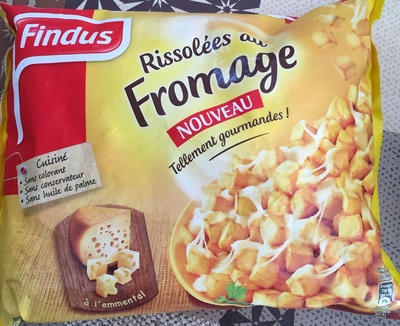 Findus
Rissolées au
Fromage
NOUVEAU
Tellement gourmandes !
Cuisiné
• Sans colorant
• Sans conservateur
• Sans huile de palme
à l'emmental